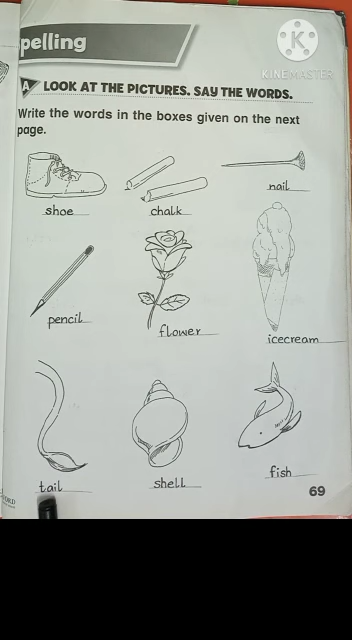 pelling
KINEMASTER
A LOOK AT THE PICTURES. SAY THE WORDS.
Write the words in the boxes given on the next
page.
nail
shoe
chalk
pencil
flower
icecream
tail
shell
fish
69